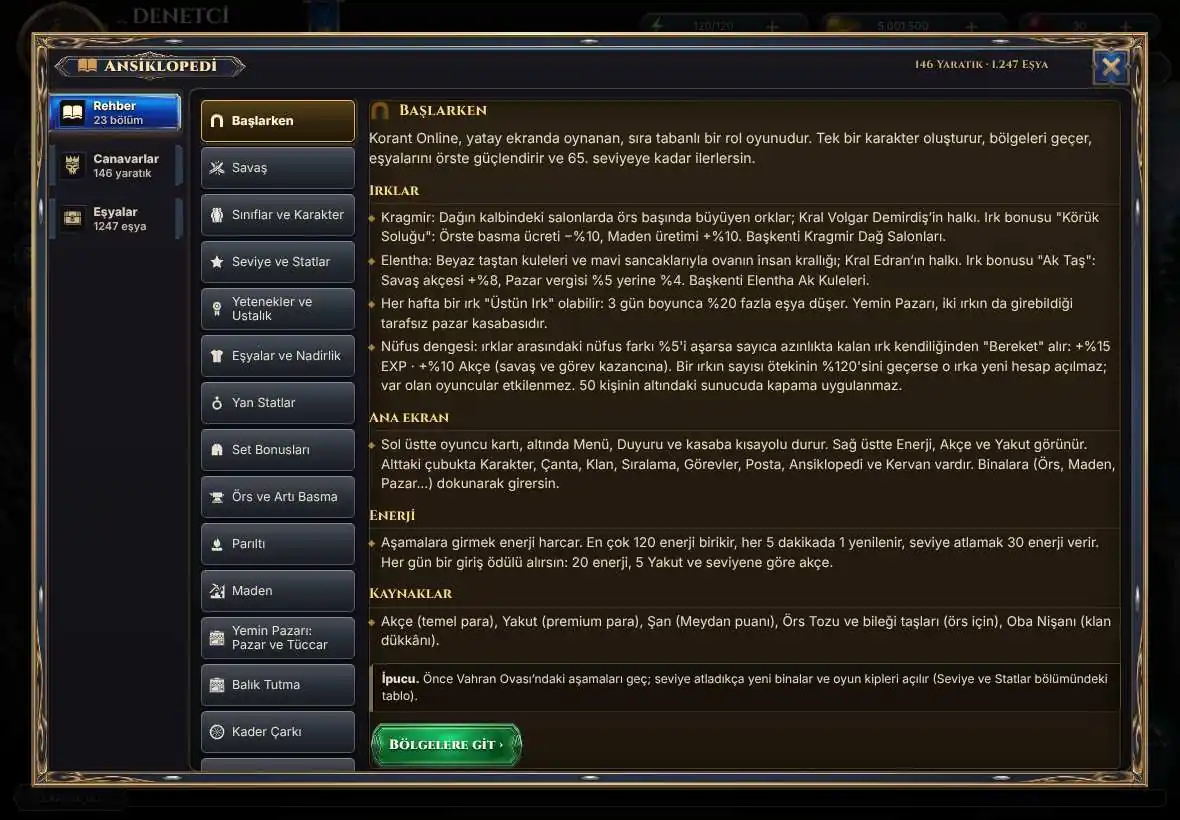 DENETCİ
120/120
5 001 500
30
ANSİKLOPEDİ
146 YARATIK · 1.247 EŞYA
Rehber
23 bölüm
Canavarlar
146 yaratık
Eşyalar
1247 eşya
Başlarken
Savaş
Sınıflar ve Karakter
Seviye ve Statlar
Yetenekler ve
Ustalık
Eşyalar ve Nadirlik
Yan Statlar
Set Bonusları
Örs ve Artı Basma
Parıltı
Maden
Yemin Pazarı:
Pazar ve Tüccar
Balık Tutma
Kader Çarkı
BAŞLARKEN
Korant Online, yatay ekranda oynanan, sıra tabanlı bir rol oyunudur. Tek bir karakter oluşturur, bölgeleri geçer,
eşyalarını örste güçlendirir ve 65. seviyeye kadar ilerlersin.
IRKLAR
Kragmir: Dağın kalbindeki salonlarda örs başında büyüyen orklar; Kral Volgar Demirdiş’in halkı. Irk bonusu "Körük
Soluğu": Örste basma ücreti −%10, Maden üretimi +%10. Başkenti Kragmir Dağ Salonları.
Elentha: Beyaz taştan kuleleri ve mavi sancaklarıyla ovanın insan krallığı; Kral Edran’ın halkı. Irk bonusu "Ak Taş":
Savaş akçesi +%8, Pazar vergisi %5 yerine %4. Başkenti Elentha Ak Kuleleri.
Her hafta bir ırk "Üstün Irk" olabilir: 3 gün boyunca %20 fazla eşya düşer. Yemin Pazarı, iki ırkın da girebildiği
tarafsız pazar kasabasıdır.
Nüfus dengesi: ırklar arasındaki nüfus farkı %5'i aşarsa sayıca azınlıkta kalan ırk kendiliğinden "Bereket" alır: +%15
EXP · +%10 Akçe (savaş ve görev kazancına). Bir ırkın sayısı ötekinin %120'sini geçerse o ırka yeni hesap açılmaz;
var olan oyuncular etkilenmez. 50 kişinin altındaki sunucuda kapama uygulanmaz.
ANA EKRAN
Sol üstte oyuncu kartı, altında Menü, Duyuru ve kasaba kısayolu durur. Sağ üstte Enerji, Akçe ve Yakut görünür.
Alttaki çubukta Karakter, Çanta, Klan, Sıralama, Görevler, Posta, Ansiklopedi ve Kervan vardır. Binalara (Örs, Maden,
Pazar…) dokunarak girersin.
ENERJİ
Aşamalara girmek enerji harcar. En çok 120 enerji birikir, her 5 dakikada 1 yenilenir, seviye atlamak 30 enerji verir.
Her gün bir giriş ödülü alırsın: 20 enerji, 5 Yakut ve seviyene göre akçe.
KAYNAKLAR
Akçe (temel para), Yakut (premium para), Şan (Meydan puanı), Örs Tozu ve bileği taşları (örs için), Oba Nişanı (klan
dükkânı).
İpucu. Önce Vahran Ovası’ndaki aşamaları geç; seviye atladıkça yeni binalar ve oyun kipleri açılır (Seviye ve Statlar bölümündeki
tablo).
BÖLGELERE GİT ›